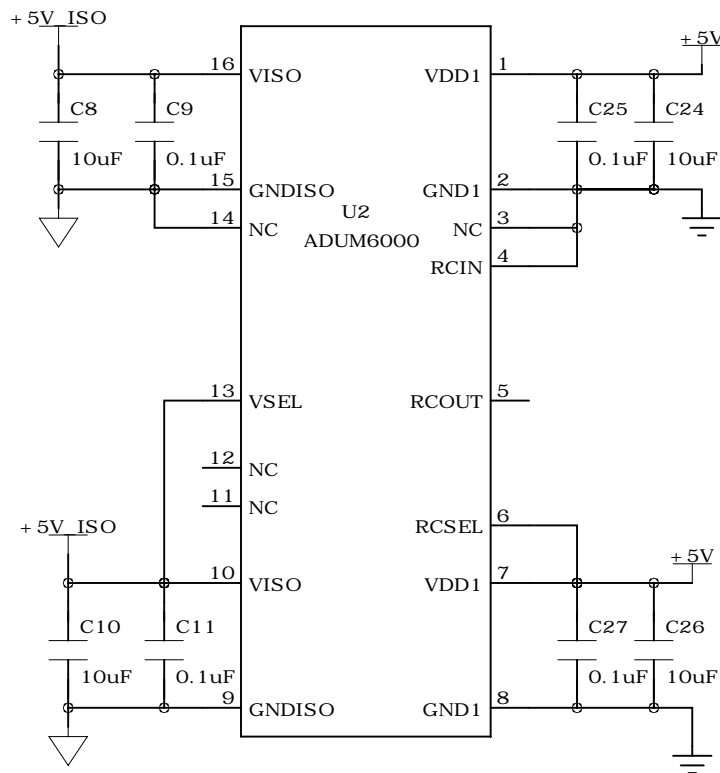 +5V_ISO
+5V
16 VISO VDD1 1
C8 C9 C25 C24
10uF 0.1uF 0.1uF 10uF
15 GNDISO GND1 2
U2
14 NC NC 3
ADUM6000
RCIN 4
13 VSEL RCOUT 5
12 NC
11 NC
+5V_ISO
RCSEL 6
+5V
10 VISO VDD1 7
C10 C11 C27 C26
10uF 0.1uF 0.1uF 10uF
9 GNDISO GND1 8